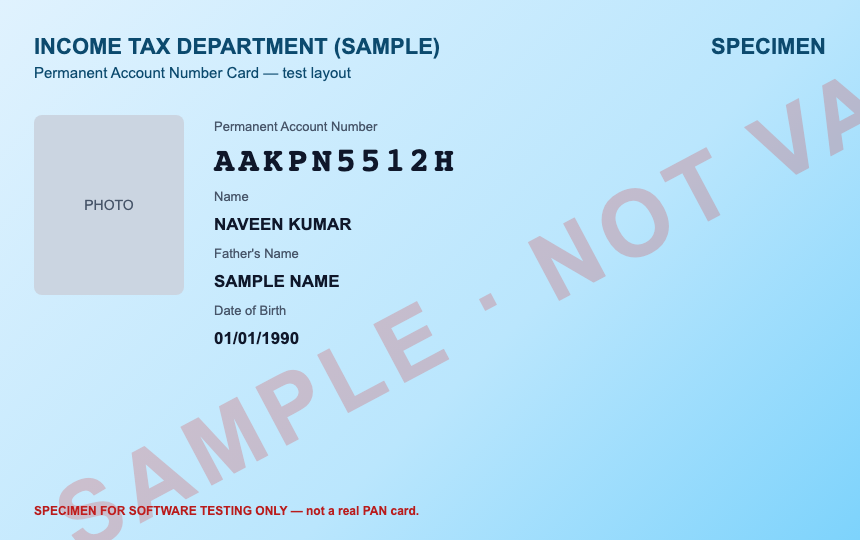 INCOME TAX DEPARTMENT (SAMPLE)
SPECIMEN
Permanent Account Number Card — test layout
PHOTO
Permanent Account Number
AAKPN5512H
Name
NAVEEN KUMAR
Father's Name
SAMPLE NAME
Date of Birth
01/01/1990
SAMPLE · NOT VA
SPECIMEN FOR SOFTWARE TESTING ONLY — not a real PAN card.